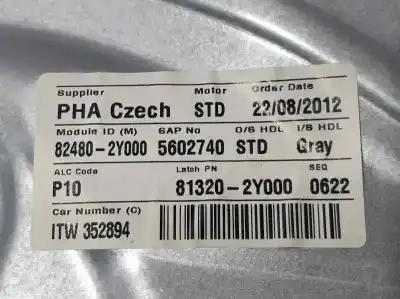 Supplier Motor Order Date
PHA Czech STD 22/08/2012
Module ID (M) SAP No O/S HDL I/S HDL
82480-2Y000 5602740 STD Gray
ALC Code Latch PN SEQ
P10 81320-2Y000 0622
Car Number (C)
ITW 352894